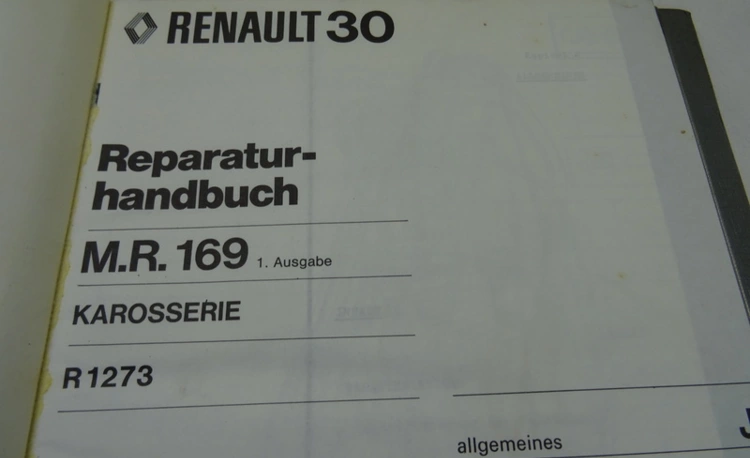 RENAULT 30
Reparatur-
handbuch
M.R. 169 1. Ausgabe
KAROSSERIE
R 1273
allgemeines